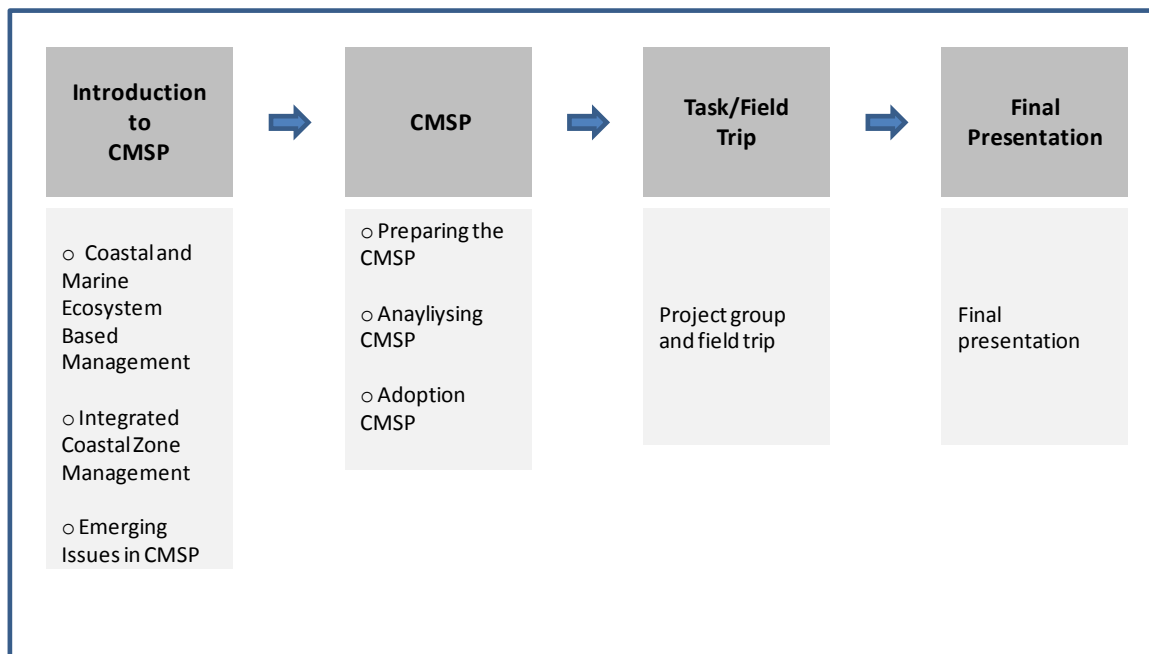 Introduction
to
CMSP
o Coastal and
Marine
Ecosystem
Based
Management
o Integrated
Coastal Zone
Management
o Emerging
Issues in CMSP
CMSP
o Preparing the
CMSP
o Anayliysing
CMSP
o Adoption
CMSP
Task/Field
Trip
Project group
and field trip
Final
Presentation
Final
presentation